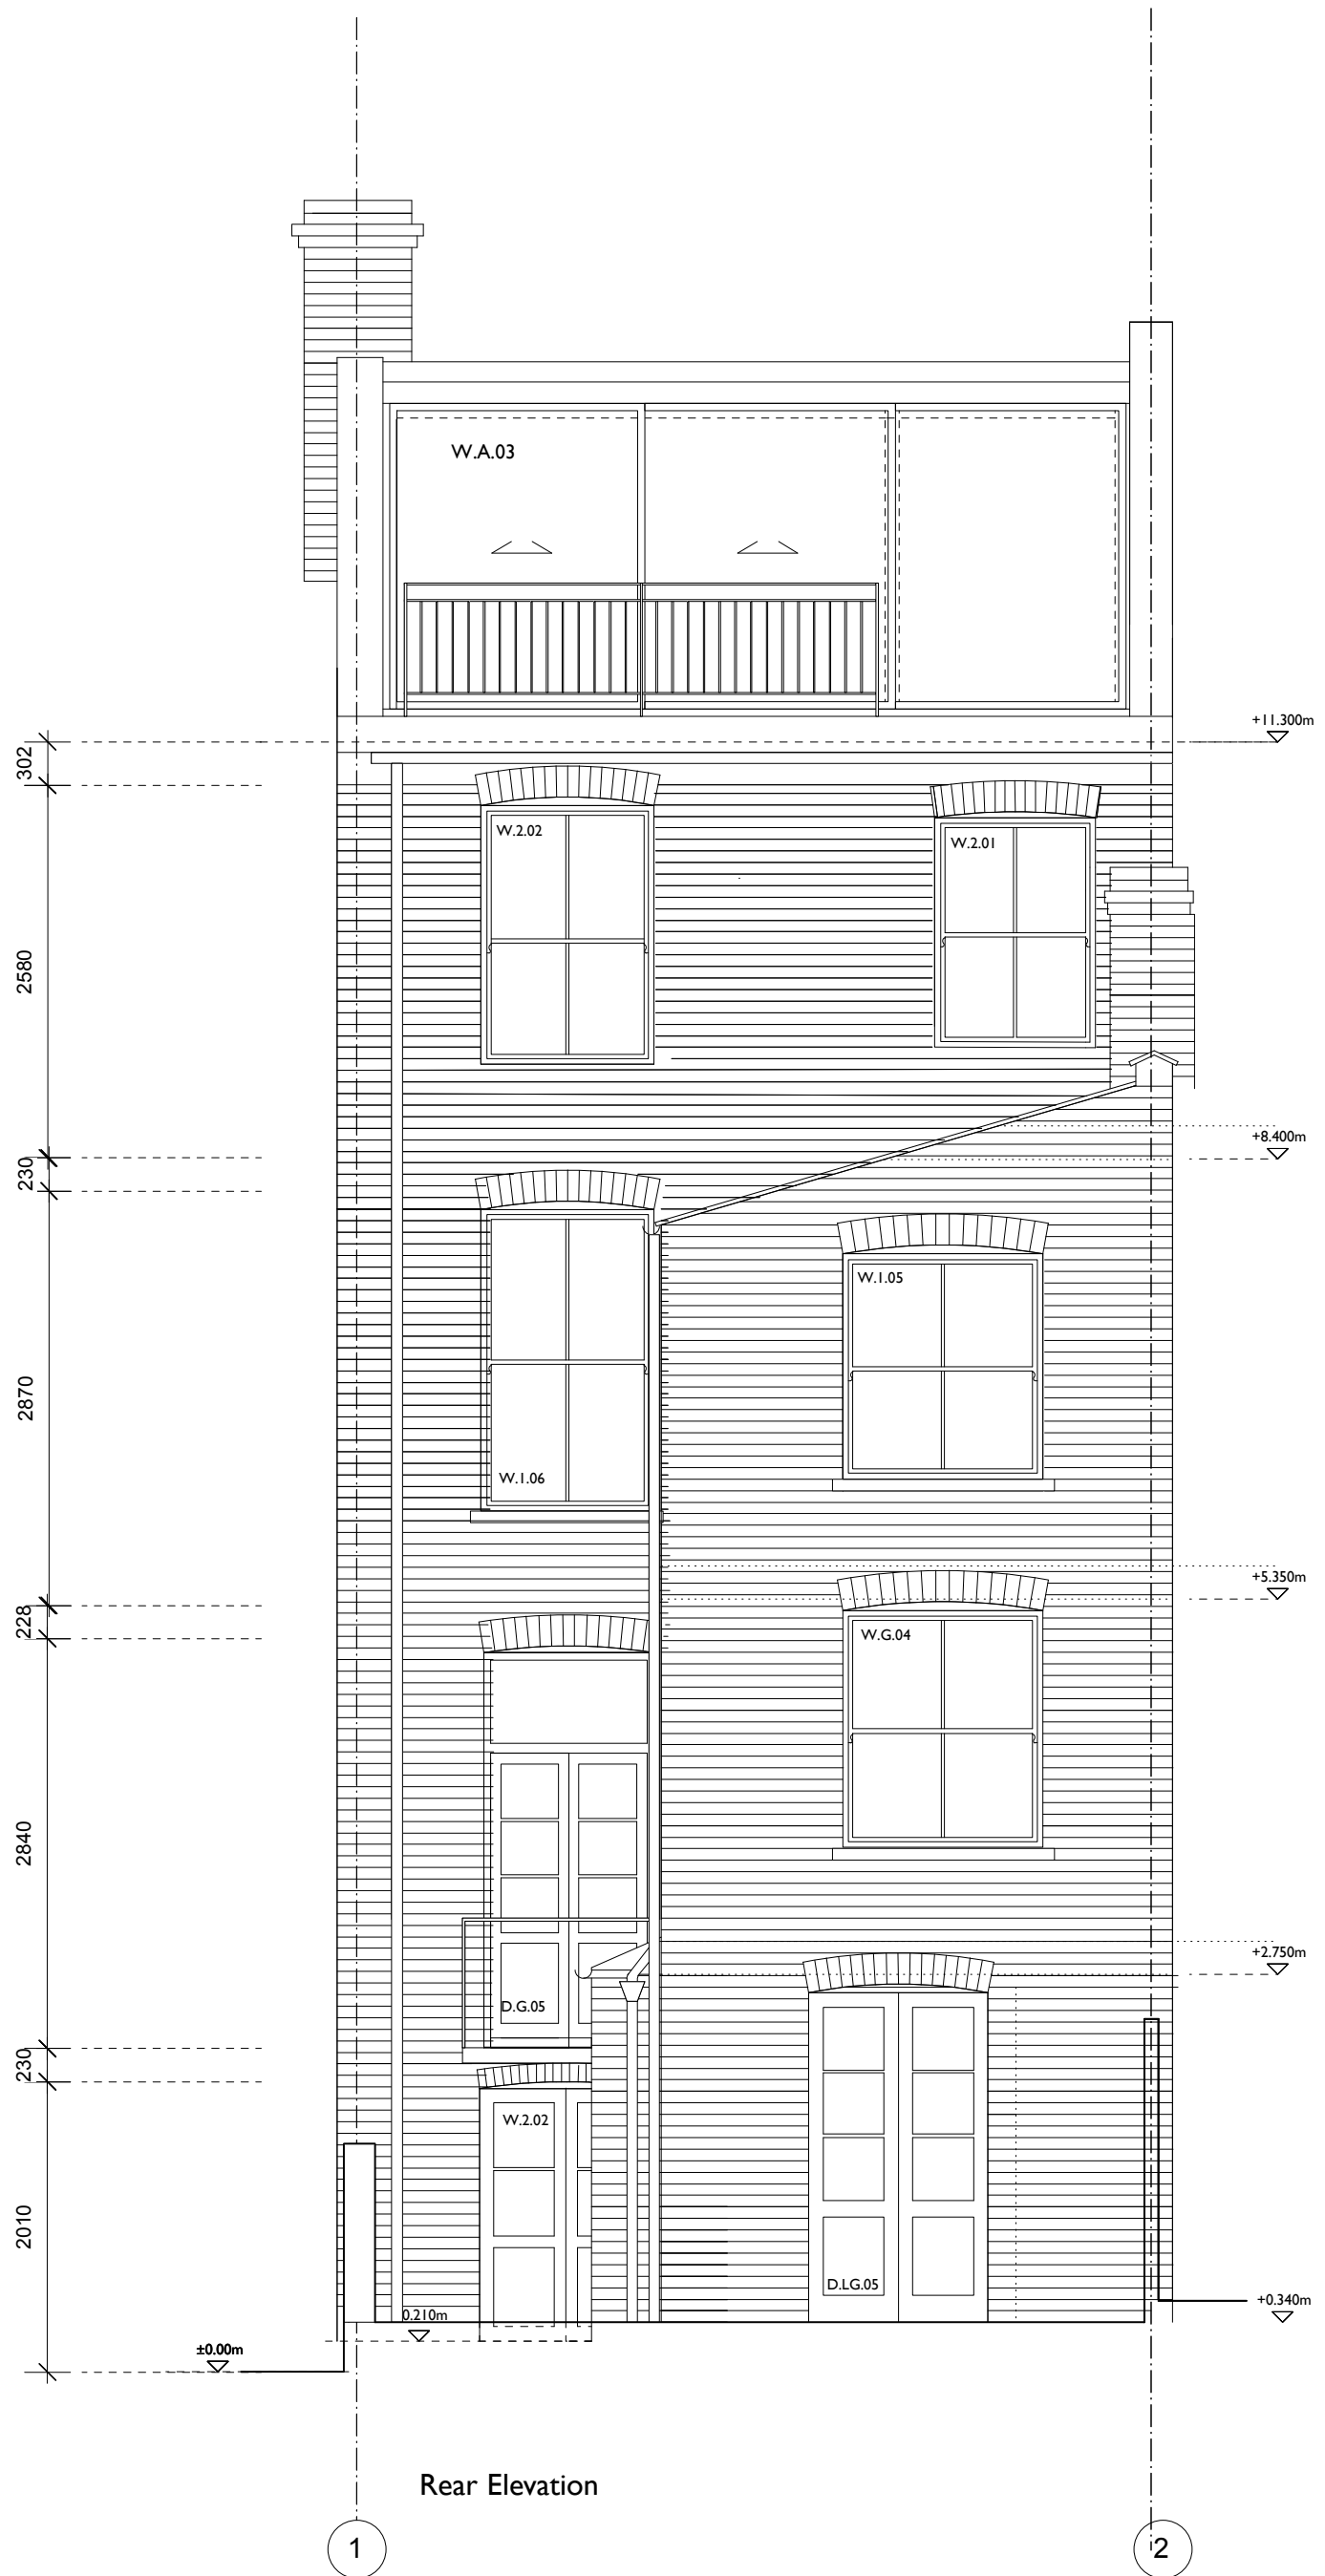 W.A.03
+11.300m
302
W.2.02
W.2.01
2580
+8.400m
230
W.1.05
2870
W.1.06
+5.350m
228
W.G.04
2840
+2.750m
D.G.05
230
W.2.02
2010
D.LG.05
+0.340m
0.210m
±0.00m
Rear Elevation
1
2